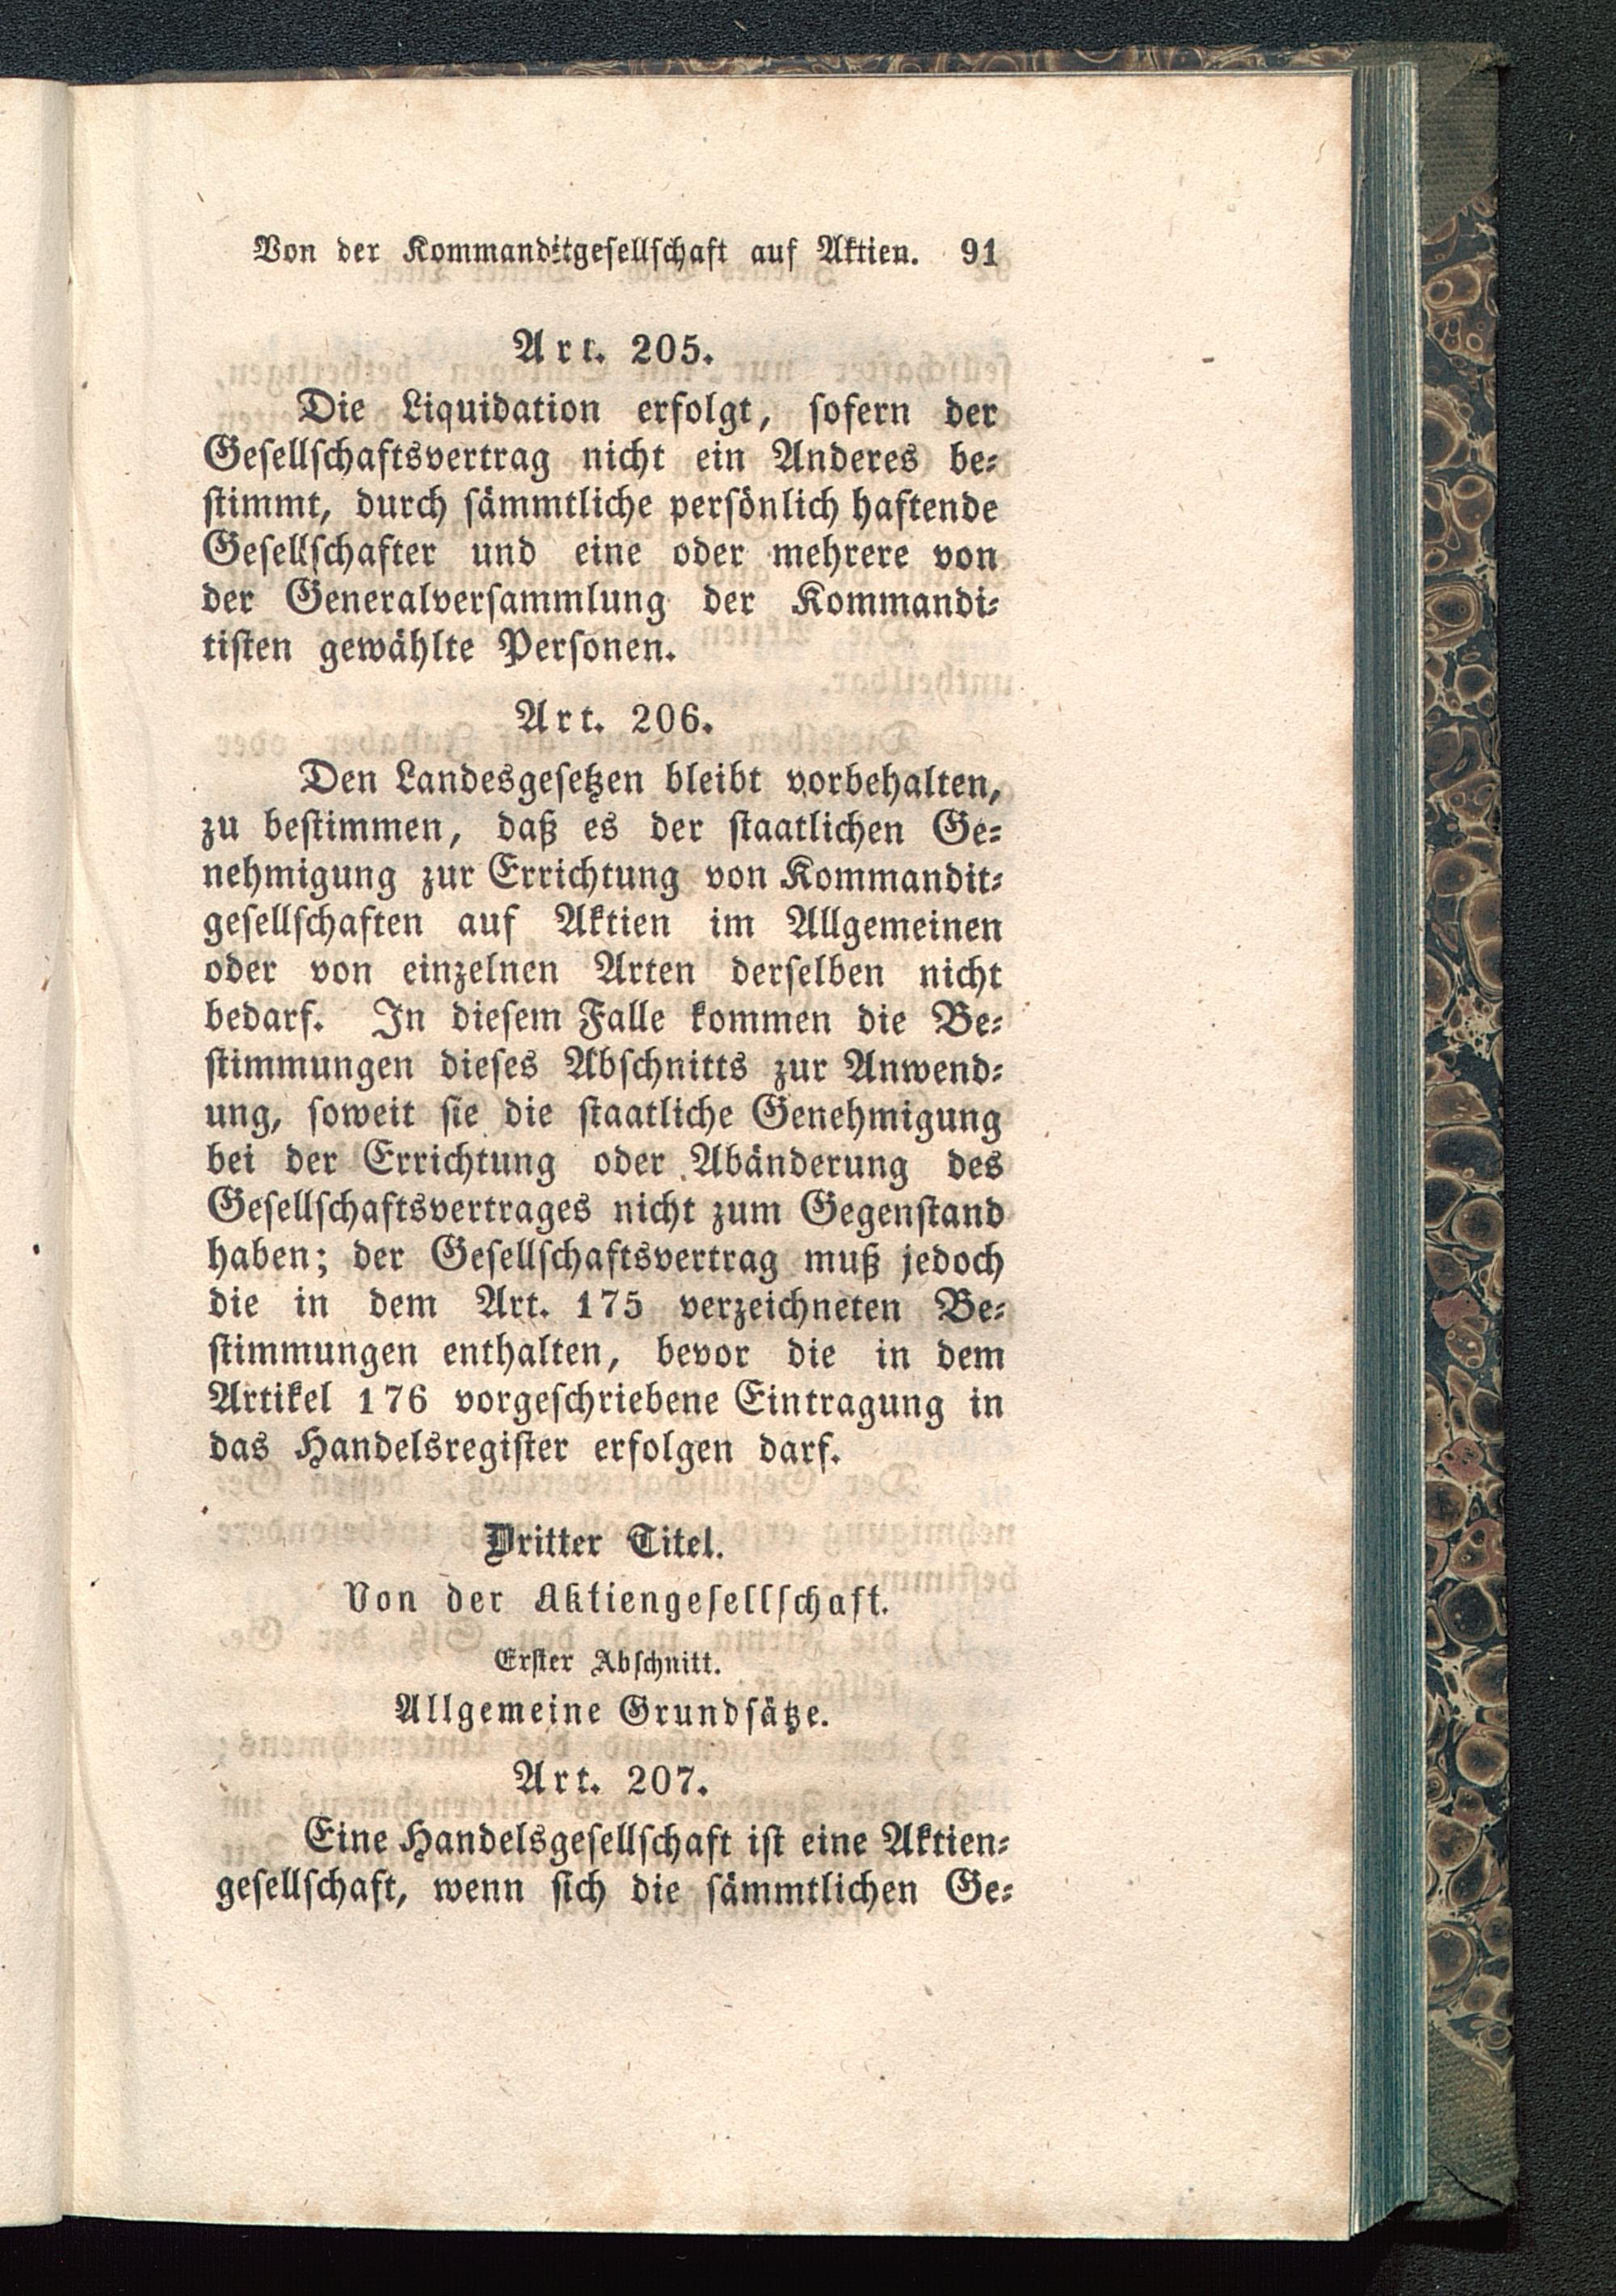 Von der Kommanditgesellschaft auf Aktien. 91
Art. 205.
Die Liquidation erfolgt, sofern der
Gesellschaftsvertrag nicht ein Anderes be-
stimmt, durch sämmtliche persönlich haftende
Gesellschafter und eine oder mehrere von
der Generalversammlung der Kommandi-
tisten gewählte Personen.
Art. 206.
Den Landesgesetzen bleibt vorbehalten,
zu bestimmen, daß es der staatlichen Ge-
nehmigung zur Errichtung von Kommandit-
gesellschaften auf Aktien im Allgemeinen
oder von einzelnen Arten derselben nicht
bedarf. In diesem Falle kommen die Be-
stimmungen dieses Abschnitts zur Anwend-
ung, soweit sie die staatliche Genehmigung
bei der Errichtung oder Abänderung des
Gesellschaftsvertrages nicht zum Gegenstand
haben; der Gesellschaftsvertrag muß jedoch
die in dem Art. 175 verzeichneten Be-
stimmungen enthalten, bevor die in dem
Artikel 176 vorgeschriebene Eintragung in
das Handelsregister erfolgen darf.
Dritter Titel.
Von der Aktiengesellschaft.
Erster Abschnitt.
Allgemeine Grundsätze.
Art. 207.
Eine Handelsgesellschaft ist eine Aktien-
gesellschaft, wenn sich die sämmtlichen Ge-